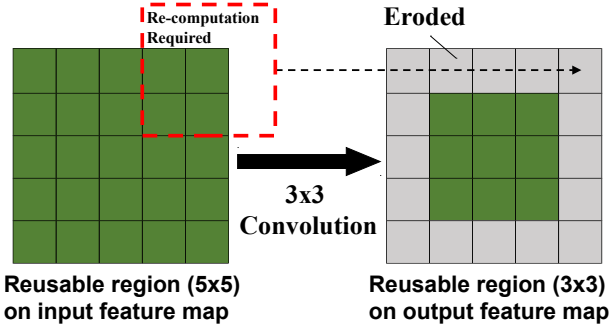 Re-computation
Required
Eroded
3x3
Convolution
Reusable region (5x5)
on input feature map
Reusable region (3x3)
on output feature map